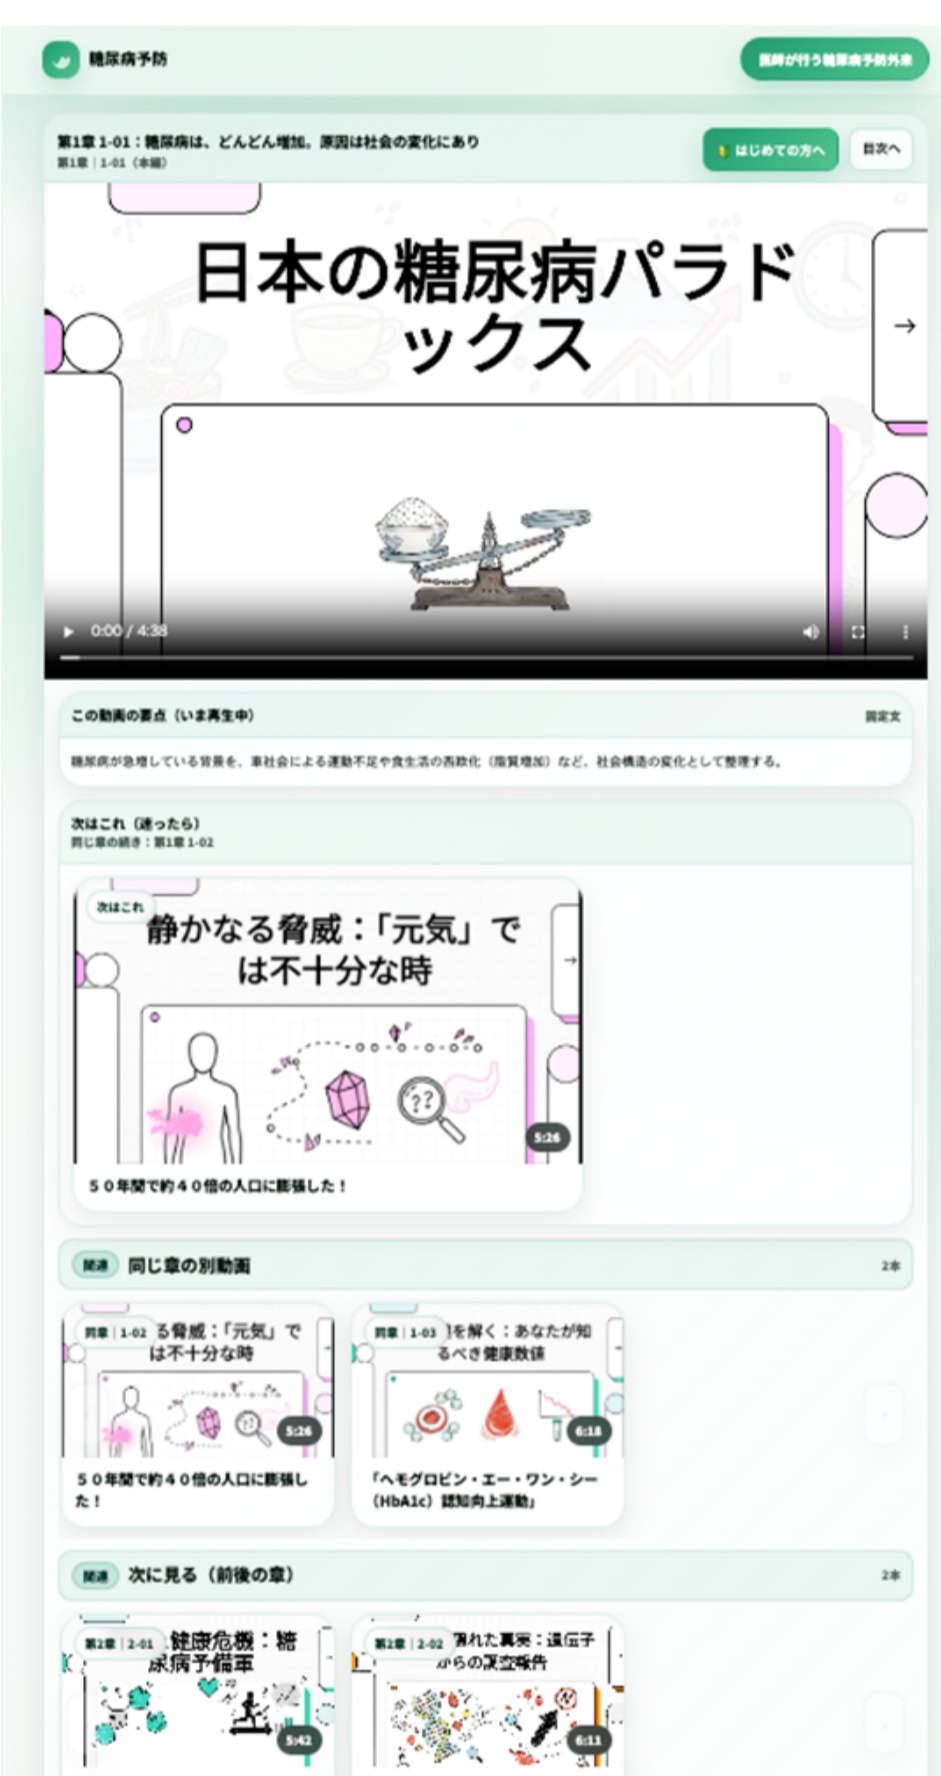 糖尿病予防
医師が行う糖尿病予防外来
第1章 1-01：糖尿病は、どんどん増加。原因は社会の変化にあり
第1章｜1-01（本編）
はじめての方へ
目次へ
日本の糖尿病パラド
ックス
→
0:00 / 4:38
この動画の要点（いま再生中）
固定文
糖尿病が急増している背景を、車社会による運動不足や食生活の西欧化（脂質増加）など、社会構造の変化として整理する。
次はこれ（迷ったら）
同じ章の続き：第1章 1-02
次はこれ
静かなる脅威：「元気」で
は不十分な時
→
??
5:26
５０年間で約４０倍の人口に膨張した！
関連
同じ章の別動画
2本
同章｜1-02
る脅威：「元気」で
は不十分な時
5:26
５０年間で約４０倍の人口に膨張し
た！
同章｜1-03
を解く：あなたが知
るべき健康数値
6:18
「ヘモグロビン・エー・ワン・シー
（HbA1c）認知向上運動」
関連
次に見る（前後の章）
2本
第2章｜2-01
健康危機：糖
尿病予備軍
5:42
第2章｜2-02
れた真実：遺伝子
からの調査報告
6:11